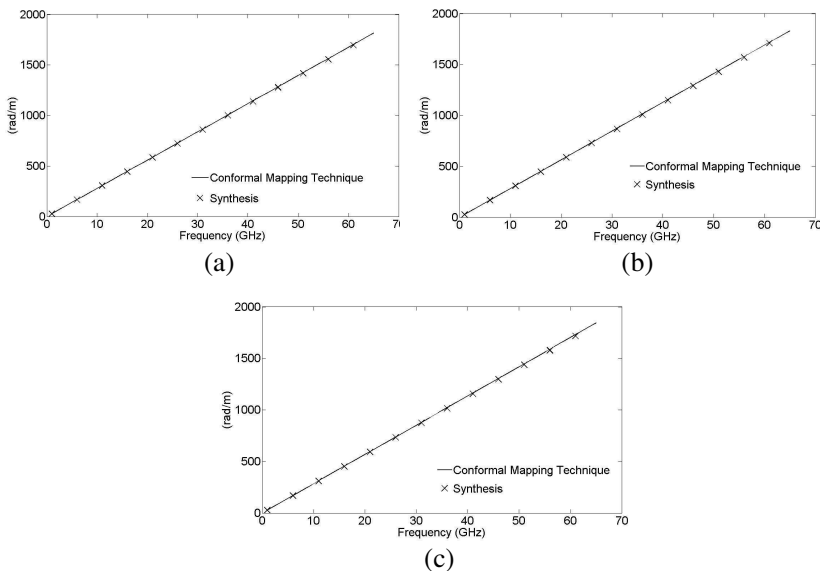 2000
1500
1000
500
0
(rad/m)
Conformal Mapping Technique
Synthesis
0 10 20 30 40 50 60 70
Frequency (GHz)
(a)
2000
1500
1000
500
0
(rad/m)
Conformal Mapping Technique
Synthesis
0 10 20 30 40 50 60 70
Frequency (GHz)
(b)
2000
1500
1000
500
0
(rad/m)
Conformal Mapping Technique
Synthesis
0 10 20 30 40 50 60 70
Frequency (GHz)
(c)